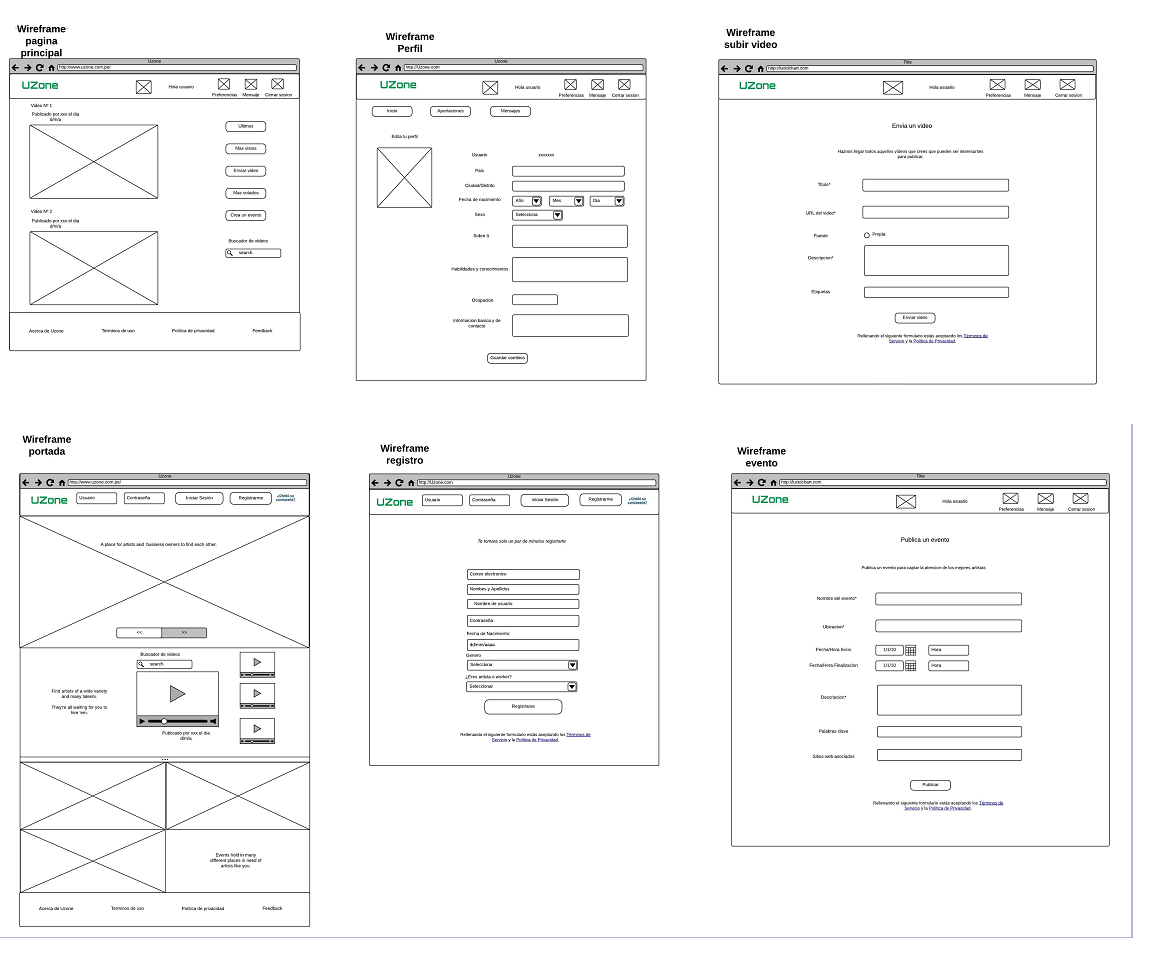 Wireframe
pagina
principal
Uzone
http://www.uzone.com.pe/
UZone
Hola usuario
Preferencias
Mensaje
Cerrar sesion
Video Nº 1
Publicado por xxx el dia
d/m/a
Ultimos
Mas vistos
Enviar video
Mas votados
Crea un evento
Video Nº 2
Publicado por xxx el dia
d/m/a
Buscador de videos
search
Acerca de Uzone
Terminos de uso
Politica de privacidad
Feedback
Wireframe
Perfil
Uzone
http://Uzone.com
UZone
Hola usuario
Preferencias
Mensaje
Cerrar sesion
Inicio
Aportaciones
Mensajes
Edita tu perfil
Usuario
xxxxxxx
Pais
Ciudad/Distrito
Fecha de nacimiento
Año
Mes
Dia
Sexo
Selecciona
Sobre ti
Habilidades y conocimientos
Ocupacion
Informacion basica y de
contacto
Guardar cambios
Wireframe
subir video
Title
http://lucidchart.com
UZone
Hola usuario
Preferencias
Mensaje
Cerrar sesion
Envia un video
Haznos llegar todos aquellos videos que crees que pueden ser interesantes
para publicar.
Titulo*
URL del video*
Fuente
Propia
Descripcion*
Etiquetas
Enviar video
Rellenando el siguiente formulario estás aceptando los Términos de
Servicio y la Política de Privacidad.
Wireframe
portada
Uzone
http://www.uzone.com.pe/
UZone
Usuario
Contraseña
Iniciar Sesión
Registrarme
¿Olvidó su
contraseña?
A place for artists and business owners to find each other.
<<
>>
Buscador de videos
search
Find artists of a wide variety
and many talents.
They're all waiting for you to
hire 'em.
Publicado por xxx el dia
d/m/a
Events hold in many
different places in need of
artists like you.
Acerca de Uzone
Terminos de uso
Politica de privacidad
Feedback
Wireframe
registro
Uzone
http://Uzone.com
UZone
Usuario
Contraseña
Iniciar Sesión
Registrarme
¿Olvidó su
contraseña?
Te tomara solo un par de minutos registrarte
Correo electronico
Nombes y Apelidos
Nombre de usuario
Contraseña
Fecha de Nacimiento:
dd/mm/aaaa
Genero
Selecciona
¿Eres artista o worker?
Seleccionar
Registrarse
Rellenando el siguiente formulario estás aceptando los Términos de
Servicio y la Política de Privacidad.
Wireframe
evento
Title
http://lucidchart.com
UZone
Hola usuario
Preferencias
Mensaje
Cerrar sesion
Publica un evento
Publica un evento para captar la atencion de los mejores artistas.
Nombre del evento*
Ubicacion*
Fecha/Hora Inicio
1/1/10
Hora
Fecha/Hora Finalizacion
1/1/10
Hora
Descripcion*
Palabras clave
Sitios web asociados
Publicar
Rellenando el siguiente formulario estás aceptando los Términos de
Servicio y la Política de Privacidad.